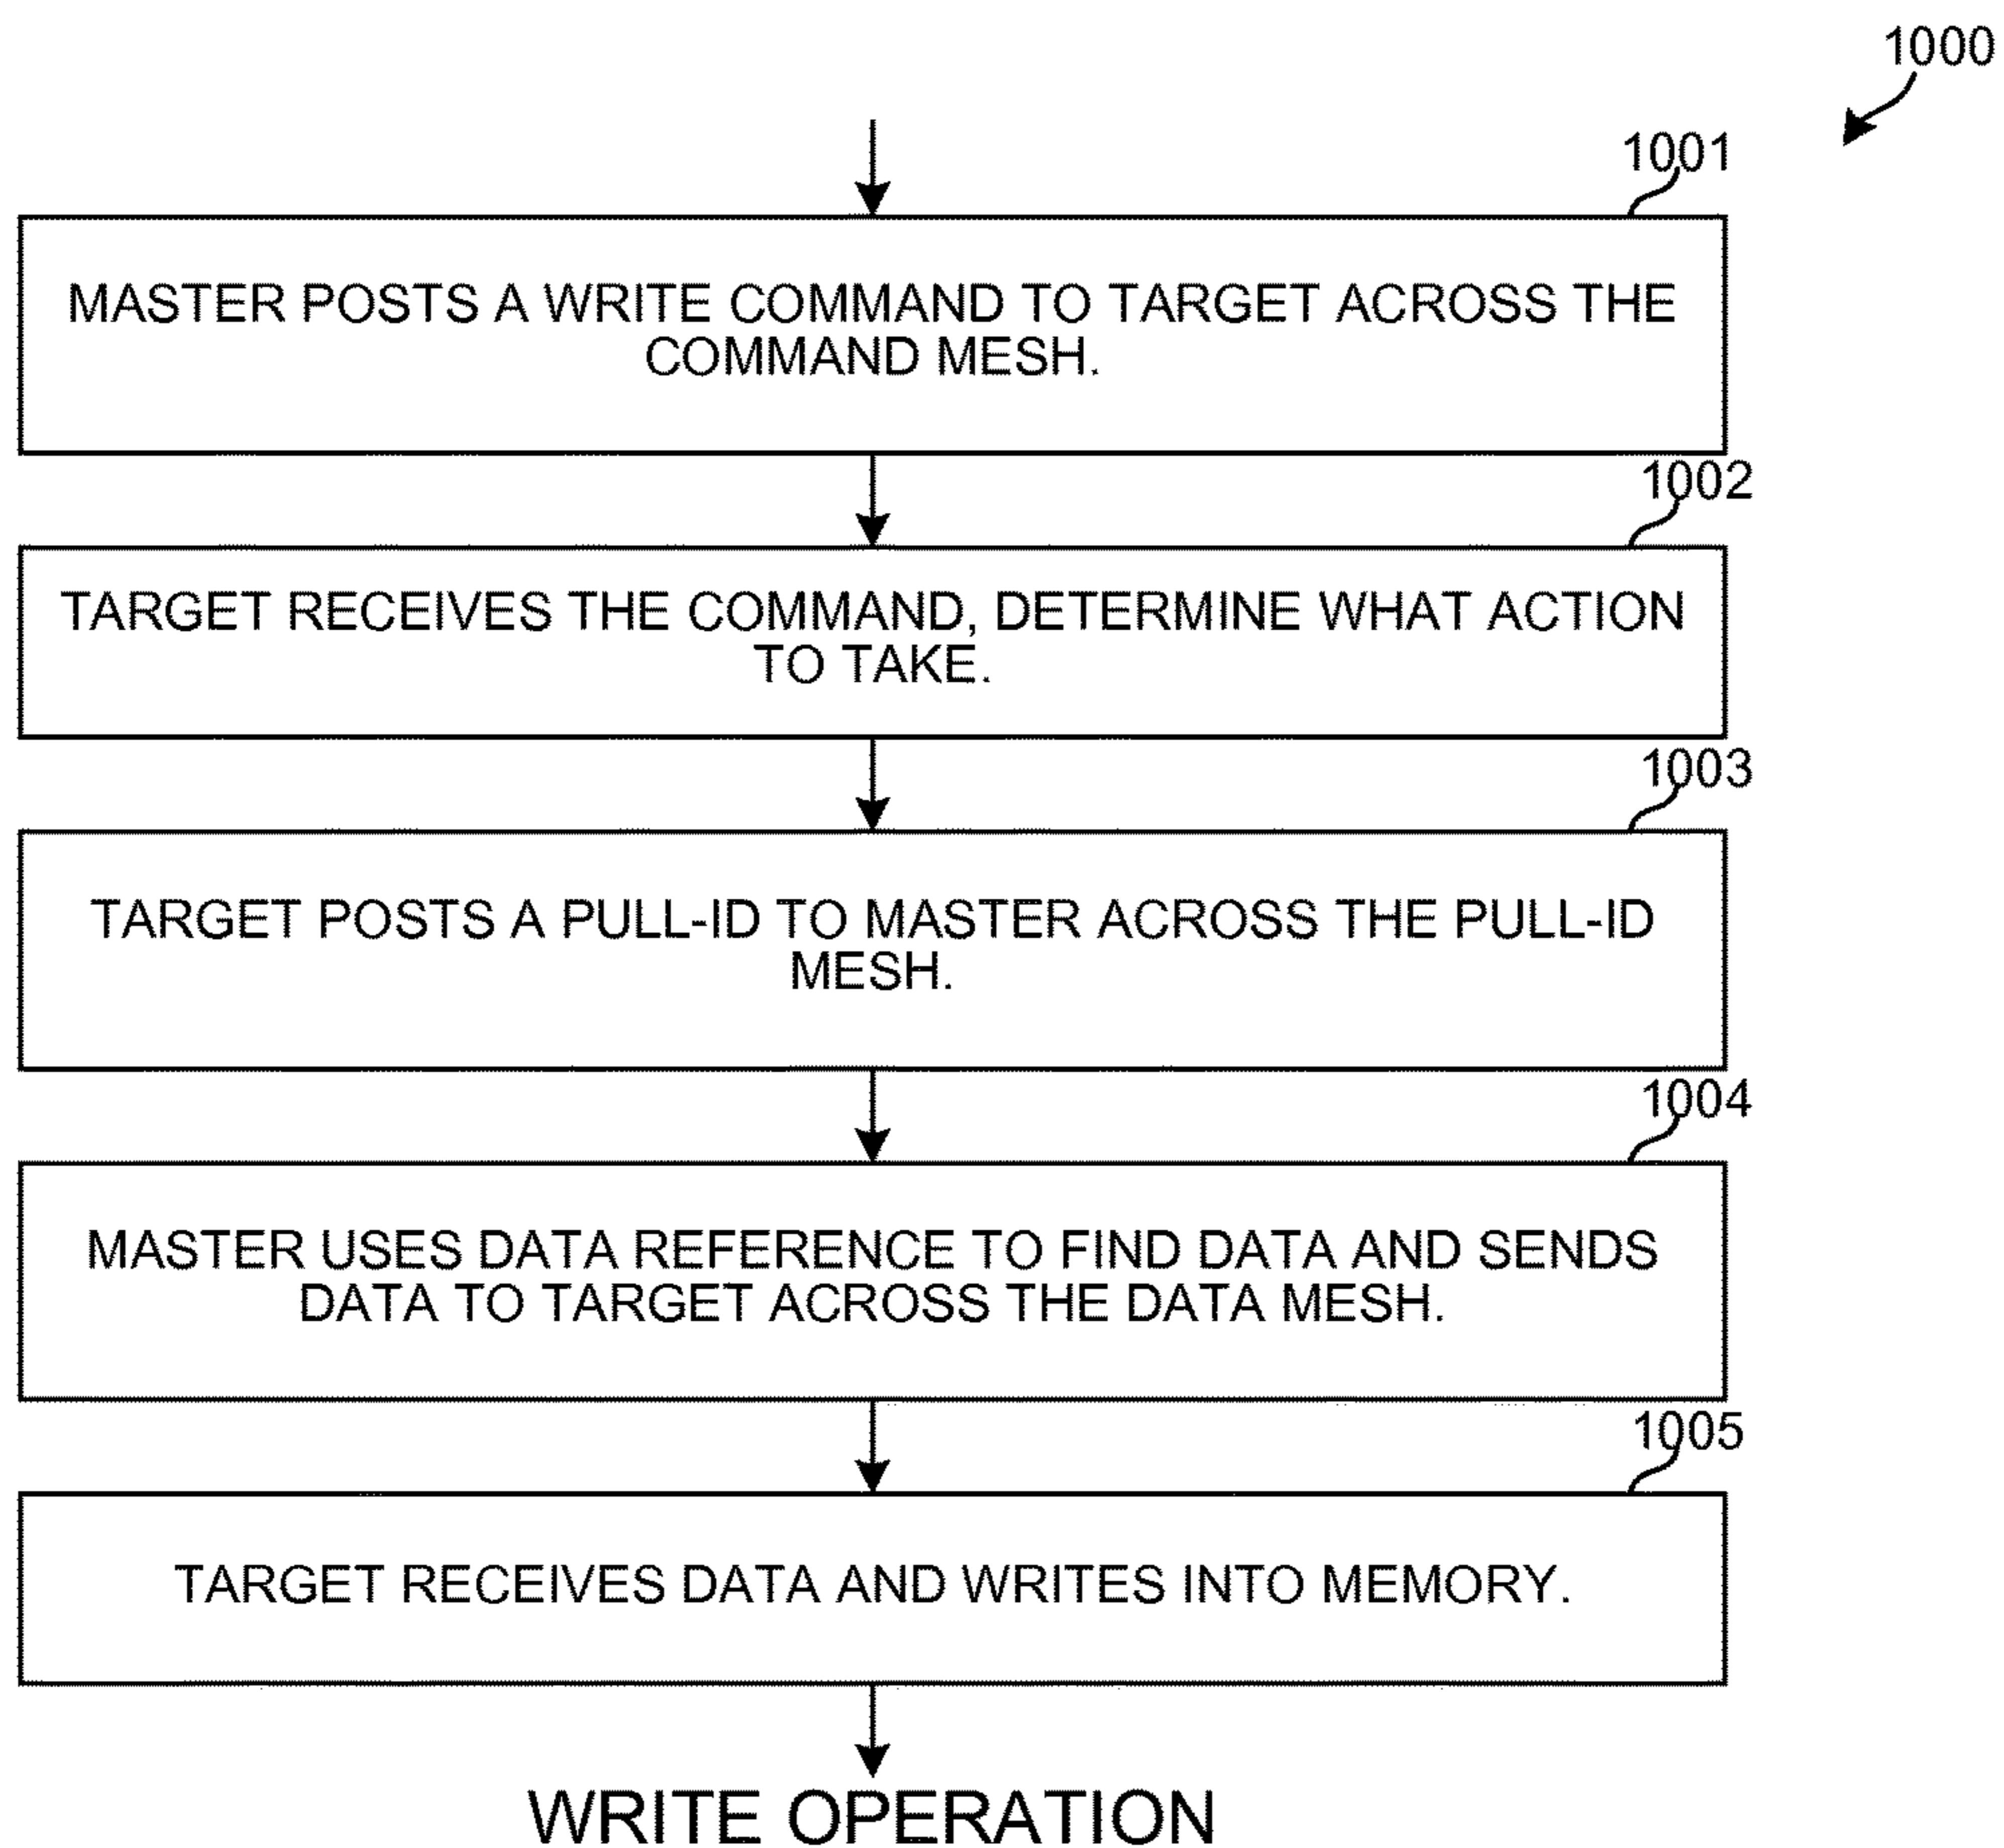 1000
1001
MASTER POSTS A WRITE COMMAND TO TARGET ACROSS THE
COMMAND MESH.
1002
TARGET RECEIVES THE COMMAND, DETERMINE WHAT ACTION
TO TAKE.
1003
TARGET POSTS A PULL-ID TO MASTER ACROSS THE PULL-ID
MESH.
1004
MASTER USES DATA REFERENCE TO FIND DATA AND SENDS
DATA TO TARGET ACROSS THE DATA MESH.
1005
TARGET RECEIVES DATA AND WRITES INTO MEMORY.
WRITE OPERATION